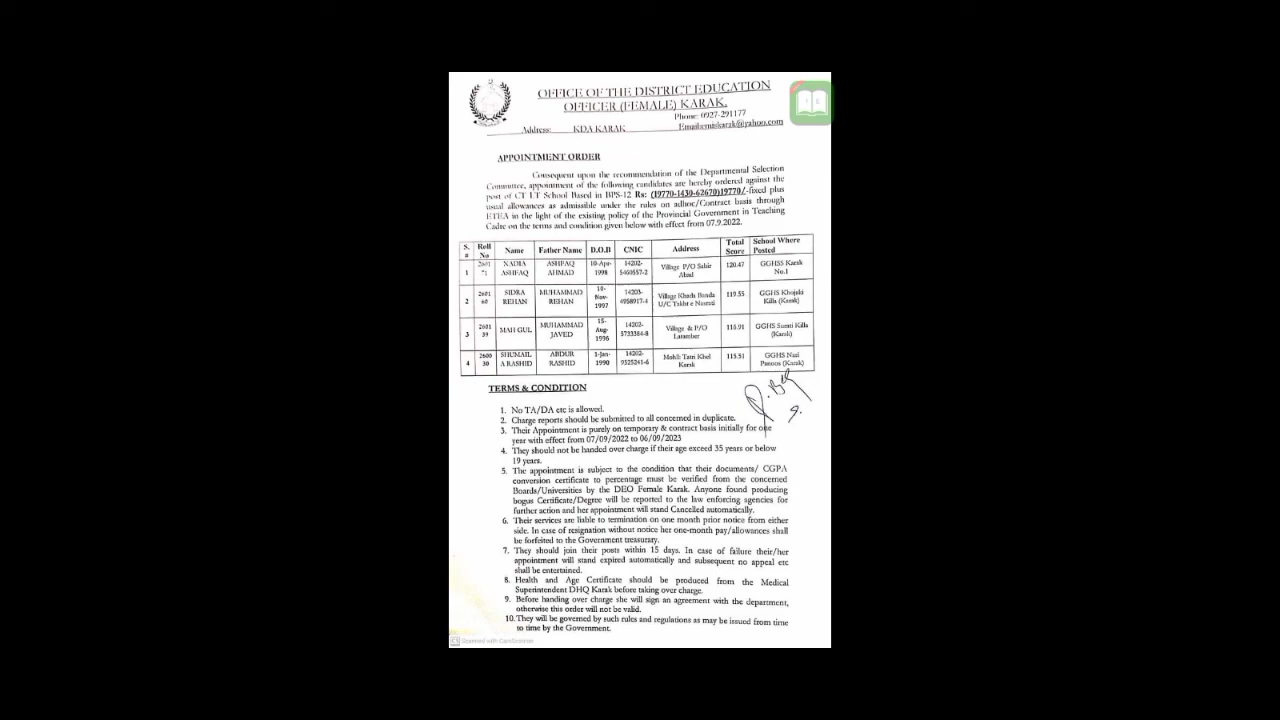 OFFICE OF THE DISTRICT EDUCATION
OFFICER (FEMALE) KARAK.
Phone: 0927-291177
Address: KDA KARAK Email:emiskarak@yahoo.com
APPOINTMENT ORDER
Consequent upon the recommendation of the Departmental Selection
Committee, appointment of the following candidates are hereby ordered against the
post of CT I.T School Based in BPS-12 Rs: (19770-1430-62670)19770/-fixed plus
usual allowances as admissible under the rules on adhoc/Contract basis through
ETEA in the light of the existing policy of the Provincial Government in Teaching
Cadre on the terms and condition given below with effect from 07.9.2022.
S. # Roll No Name Father Name D.O.B CNIC Address Total Score School Where Posted
1 NADIA ASHFAQ ASHFAQ AHMAD 10-Apr-1998 Village P/O Sabir Abad 120.47 GGHSS Karak No.1
2 260160 SIDRA REHAN MUHAMMAD REHAN 10-Nov-1997 Village Khada Banda U/C Takht e Nasrati 119.55 GGHS Khojaki Killa (Karak)
3 260139 MAH GUL MUHAMMAD JAVED 15-Aug-1996 Village & P/O Latamber GGHS Surati Killa (Karak)
4 260030 SHUMAILA RASHID ABDUR RASHID 1-Jan-1990 Mohll: Tatri Khel Karak 115.51 GGHS Nari Panoos (Karak)
TERMS & CONDITION
1. No TA/DA etc is allowed.
2. Charge reports should be submitted to all concerned in duplicate.
3. Their Appointment is purely on temporary & contract basis initially for one
year with effect from 07/09/2022 to 06/09/2023
4. They should not be handed over charge if their age exceed 35 years or below
19 years.
5. The appointment is subject to the condition that their documents/ CGPA
conversion certificate to percentage must be verified from the concerned
Boards/Universities by the DEO Female Karak. Anyone found producing
bogus Certificate/Degree will be reported to the law enforcing agencies for
further action and her appointment will stand Cancelled automatically.
6. Their services are liable to termination on one month prior notice from either
side. In case of resignation without notice her one-month pay/allowances shall
be forfeited to the Government treasurary.
7. They should join their posts within 15 days. In case of failure their/her
appointment will stand expired automatically and subsequent no appeal etc
shall be entertained.
8. Health and Age Certificate should be produced from the Medical
Superintendent DHQ Karak before taking over charge.
9. Before handing over charge she will sign an agreement with the department,
otherwise this order will not be valid.
10. They will be governed by such rules and regulations as may be issued from time
to time by the Government.
CS Scanned with CamScanner